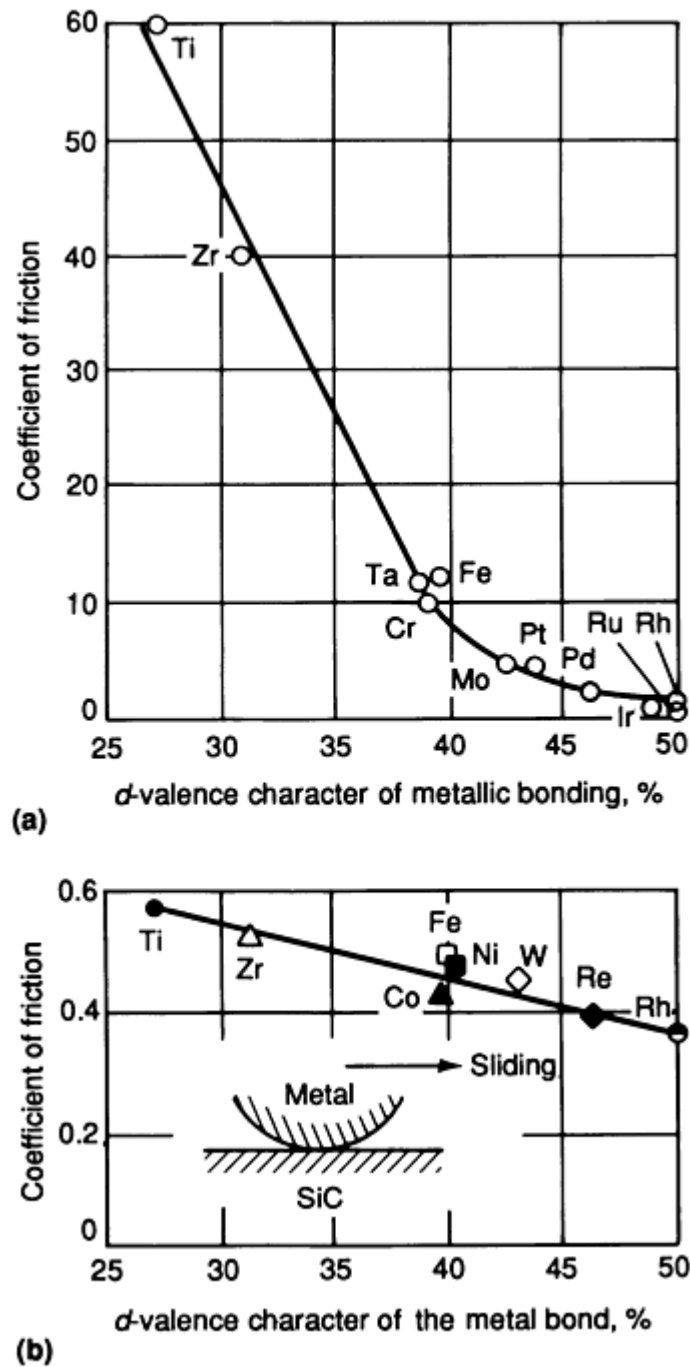 60
Ti
50
40
Zr
30
20
Ta
Fe
10
Cr
Ru Rh
Pt
Pd
Mo
Ir
0
25 30 35 40 45 50
Coefficient of friction
d-valence character of metallic bonding, %
(a)
0.6
Ti
Zr
Fe
Ni
W
Co
Re
Rh
0.4
Sliding
Metal
0.2
SiC
0
25 30 35 40 45 50
Coefficient of friction
d-valence character of the metal bond, %
(b)